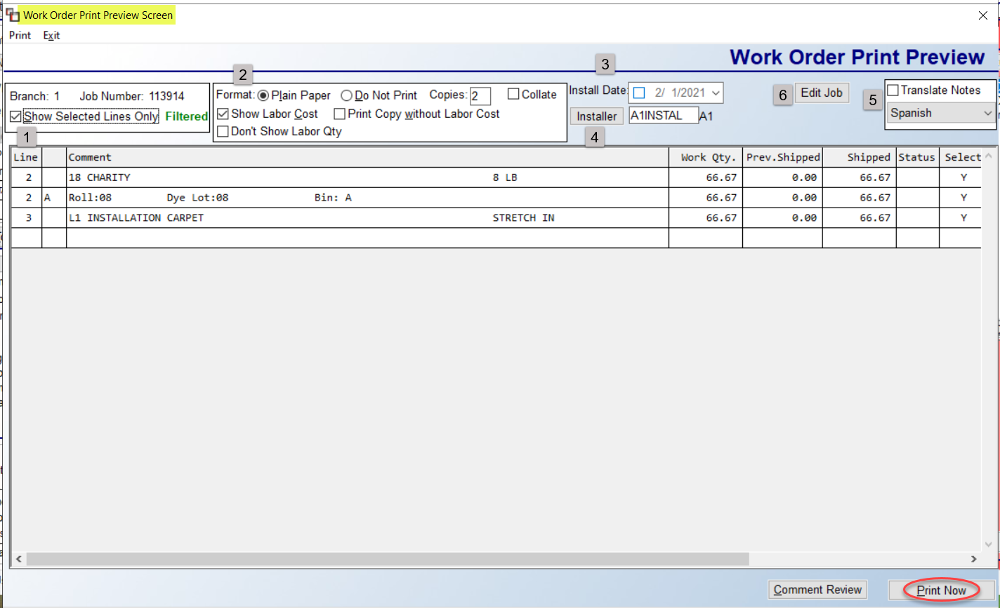 Work Order Print Preview Screen
Print Exit
Work Order Print Preview
2
3
Branch: 1 Job Number: 113914
Show Selected Lines Only Filtered
1
Format: Plain Paper Do Not Print Copies: 2 Collate
Show Labor Cost Print Copy without Labor Cost
Don't Show Labor Qty
Install Date: 2/ 1/2021
Installer A1INSTAL A1
4
6 Edit Job
5
Translate Notes
Spanish
Line Comment Work Qty. Prev.Shipped Shipped Status Select
2 18 CHARITY 8 LB 66.67 0.00 66.67 Y
2 A Roll:08 Dye Lot:08 Bin: A 66.67 0.00 66.67 Y
3 L1 INSTALLATION CARPET STRETCH IN 66.67 0.00 66.67 Y
Comment Review Print Now